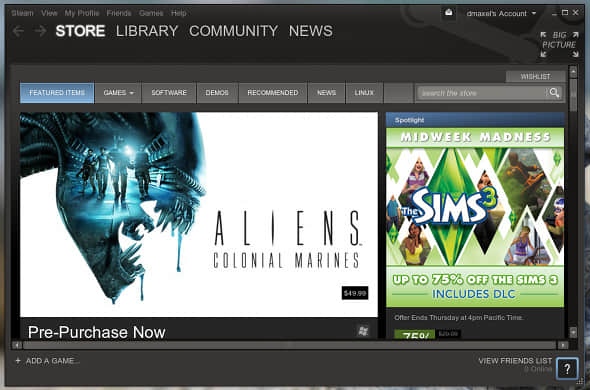 Steam View My Profile Friends Games Help
dmaxel's Account
STORE LIBRARY COMMUNITY NEWS
BIG PICTURE
WISHLIST
FEATURED ITEMS GAMES SOFTWARE DEMOS RECOMMENDED NEWS LINUX
search the store
Spotlight
MIDWEEK MADNESS
The SIMS 3
ALIENS
COLONIAL MARINES
UP TO 75% OFF THE SIMS 3
INCLUDES DLC
$49.99
Offer Ends Thursday at 4pm Pacific Time.
Pre-Purchase Now
-75%
+ ADD A GAME...
VIEW FRIENDS LIST
0 Online
?